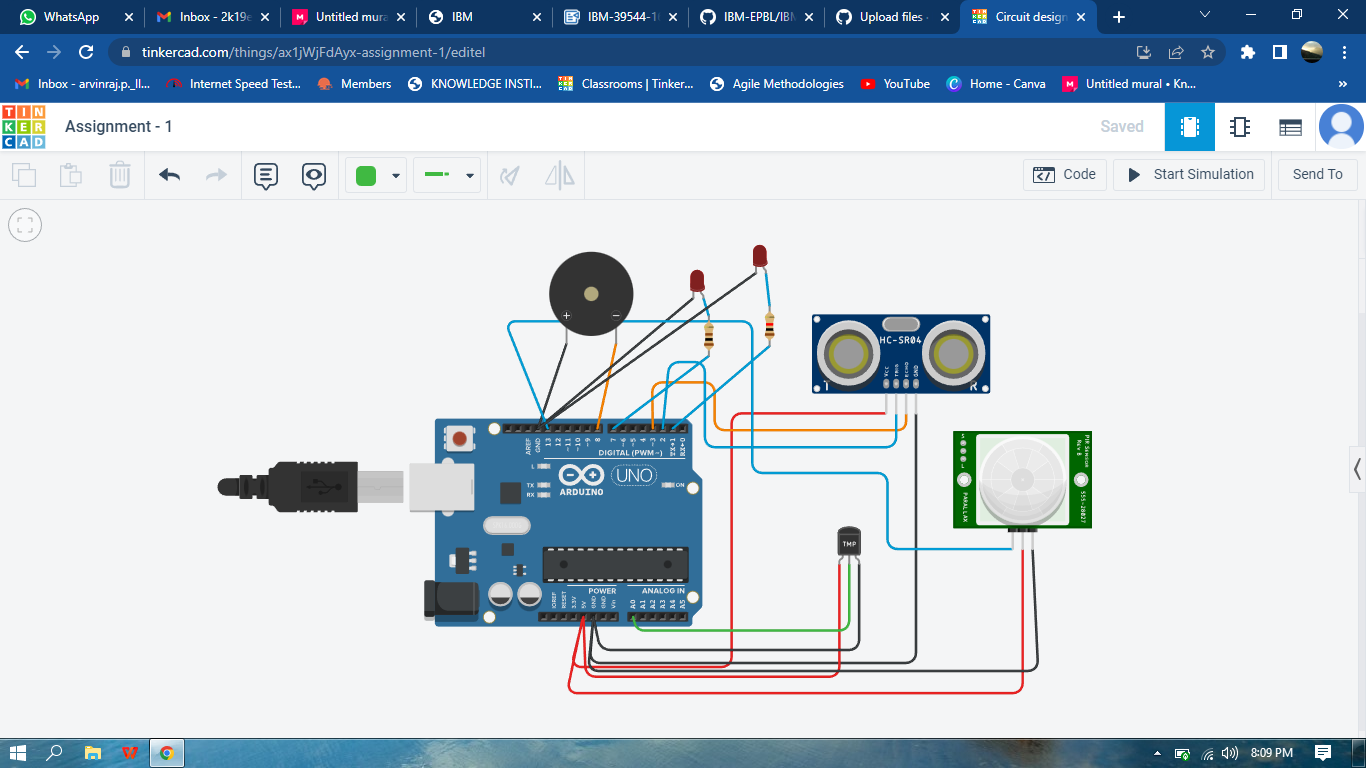 WhatsApp
Inbox - 2k19e
Untitled mura
IBM
IBM-39544-1
IBM-EPBL/IBM
Upload files ·
Circuit design
tinkercad.com/things/ax1jWjFdAyx-assignment-1/editel
Inbox - arvinraj.p._ll...
Internet Speed Test...
Members
KNOWLEDGE INSTI...
Classrooms | Tinker...
Agile Methodologies
YouTube
Home - Canva
Untitled mural • Kn...
»
TIN
KER
CAD
Assignment - 1
Saved
Code
Start Simulation
Send To
+ −
HC-SR04
VCC TRIG ECHO GND
T R
AREF GND 13 12 ~11 ~10 ~9 8 7 ~6 ~5 4 ~3 2 TX→1 RX←0
DIGITAL (PWM~)
L
TX
RX
ARDUINO
UNO
ON
PIR Sensor
Rev B
555-28027
PARALLAX
S
L
TMP
POWER
ANALOG IN
IOREF RESET 3.3V 5V GND GND Vin A0 A1 A2 A3 A4 A5
W
8:09 PM